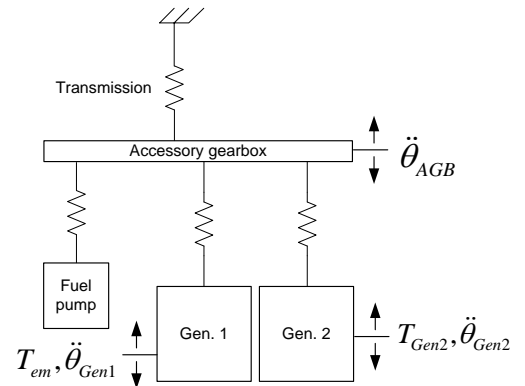 Transmission
Accessory gearbox
θ̈_AGB
Fuel
pump
Gen. 1
Gen. 2
T_em, θ̈_Gen1
T_Gen2, θ̈_Gen2